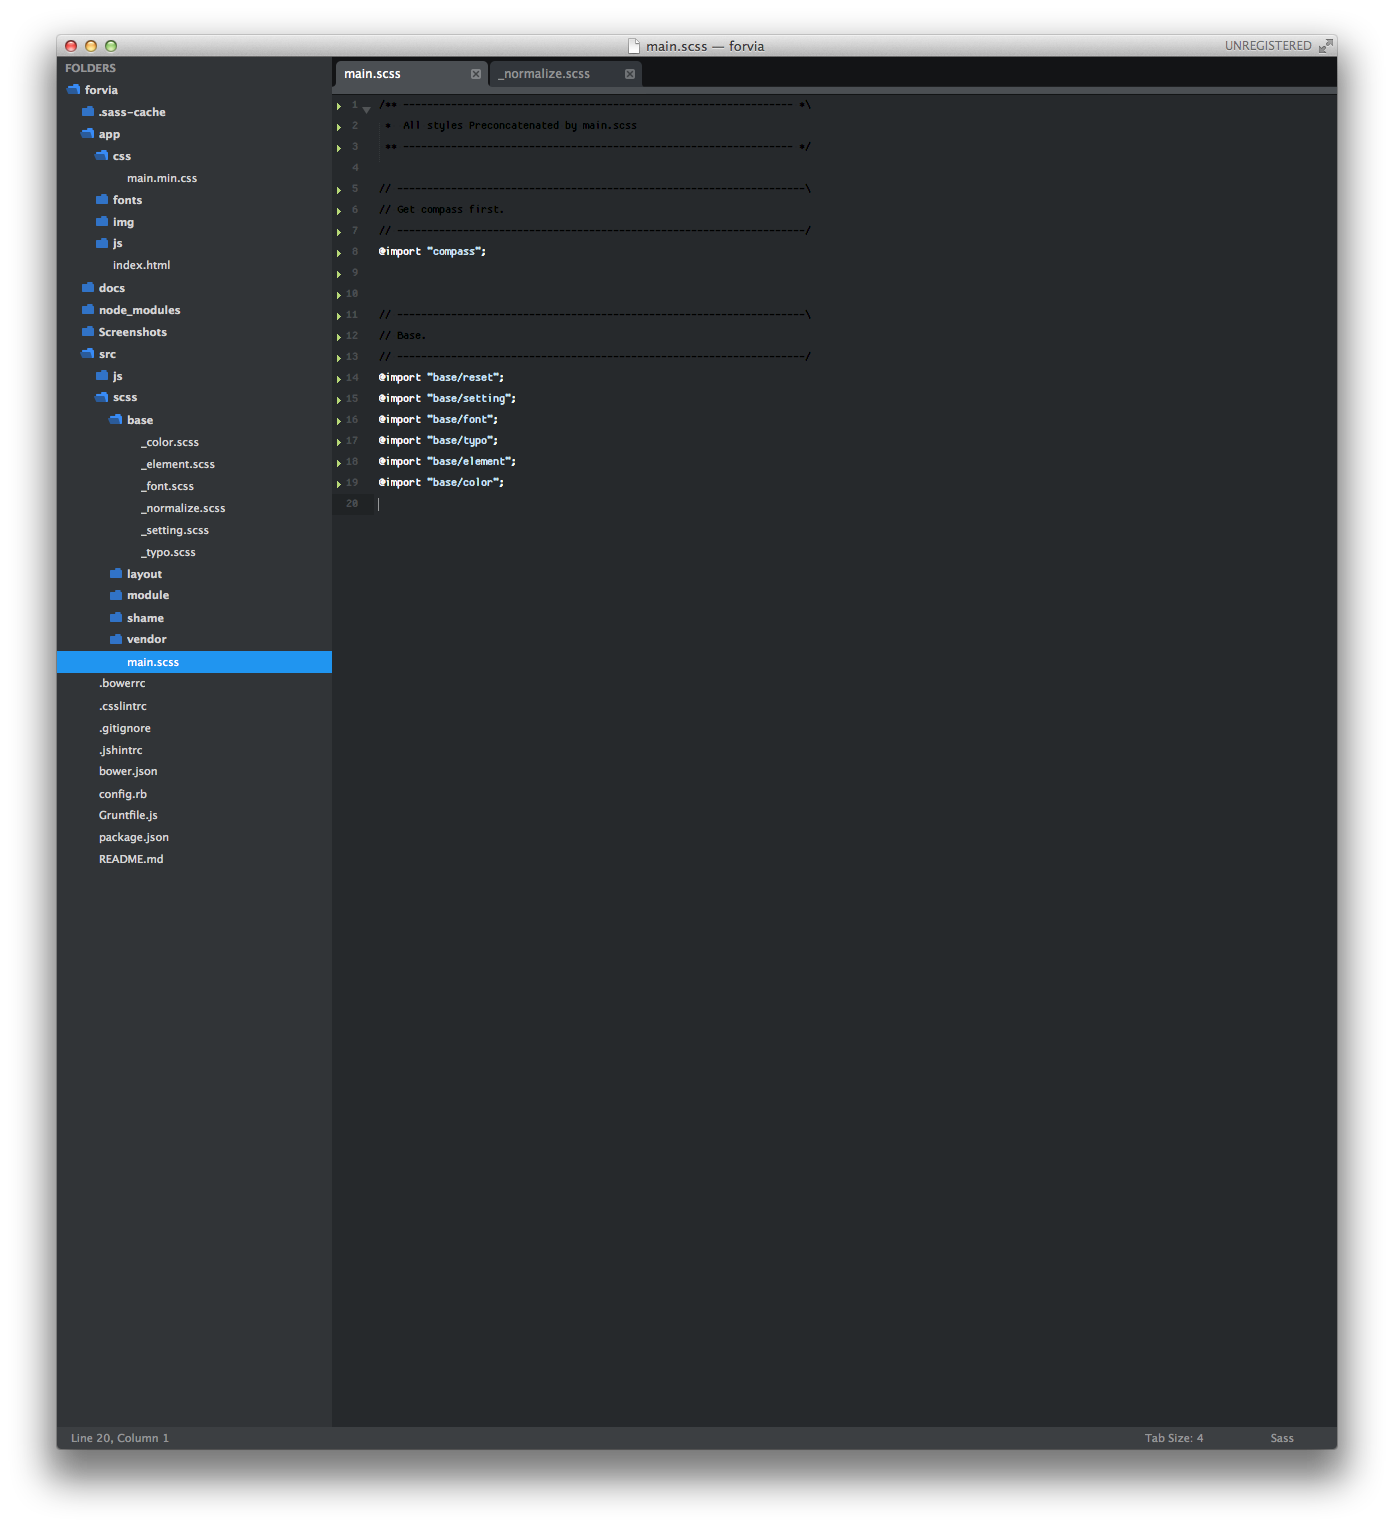 main.scss — forvia
UNREGISTERED
FOLDERS
forvia
.sass-cache
app
css
main.min.css
fonts
img
js
index.html
docs
node_modules
Screenshots
src
js
scss
base
_color.scss
_element.scss
_font.scss
_normalize.scss
_setting.scss
_typo.scss
layout
module
shame
vendor
main.scss
.bowerrc
.csslintrc
.gitignore
.jshintrc
bower.json
config.rb
Gruntfile.js
package.json
README.md
main.scss
_normalize.scss
1 /** ----------------------------------------------------------------- *\
2 *  All styles Preconcatenated by main.scss
3 ** ----------------------------------------------------------------- */
4
5 // --------------------------------------------------------------------\
6 // Get compass first.
7 // --------------------------------------------------------------------/
8 @import "compass";
9
10
11 // --------------------------------------------------------------------\
12 // Base.
13 // --------------------------------------------------------------------/
14 @import "base/reset";
15 @import "base/setting";
16 @import "base/font";
17 @import "base/typo";
18 @import "base/element";
19 @import "base/color";
20
Line 20, Column 1
Tab Size: 4
Sass